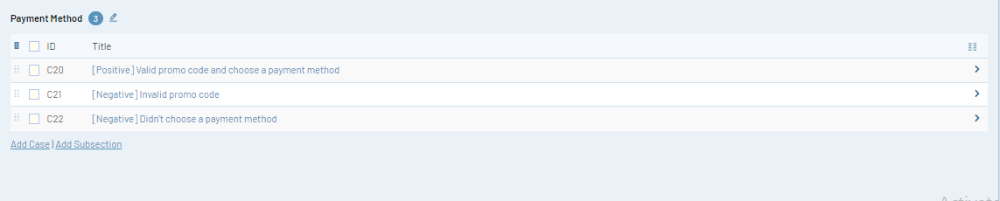 Payment Method 3
ID Title
C20 [Positive] Valid promo code and choose a payment method
C21 [Negative] Invalid promo code
C22 [Negative] Didn't choose a payment method
Add Case | Add Subsection